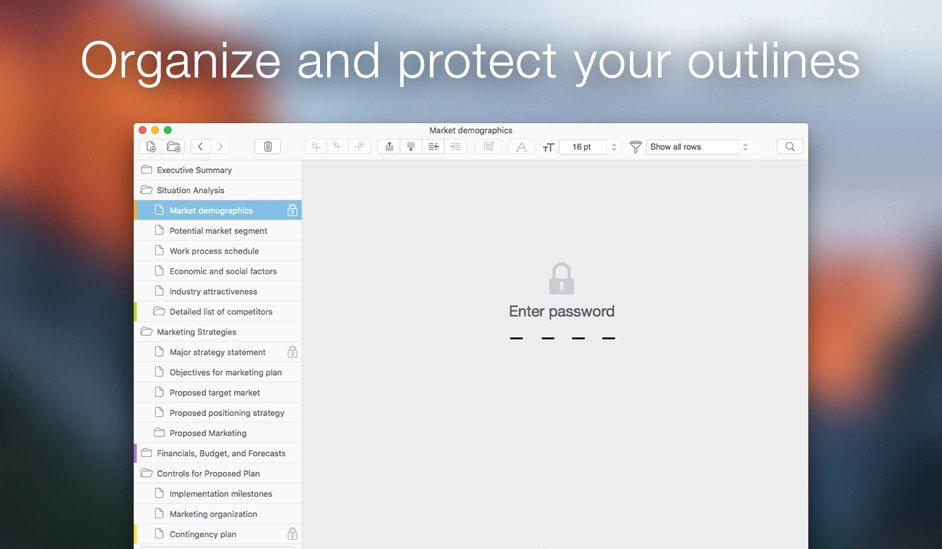 Organize and protect your outlines
Market demographics
A
TT
16 pt
Show all rows
Executive Summary
Situation Analysis
Market demographics
Potential market segment
Work process schedule
Economic and social factors
Industry attractiveness
Detailed list of competitors
Marketing Strategies
Major strategy statement
Objectives for marketing plan
Proposed target market
Proposed positioning strategy
Proposed Marketing
Financials, Budget, and Forecasts
Controls for Proposed Plan
Implementation milestones
Marketing organization
Contingency plan
Enter password